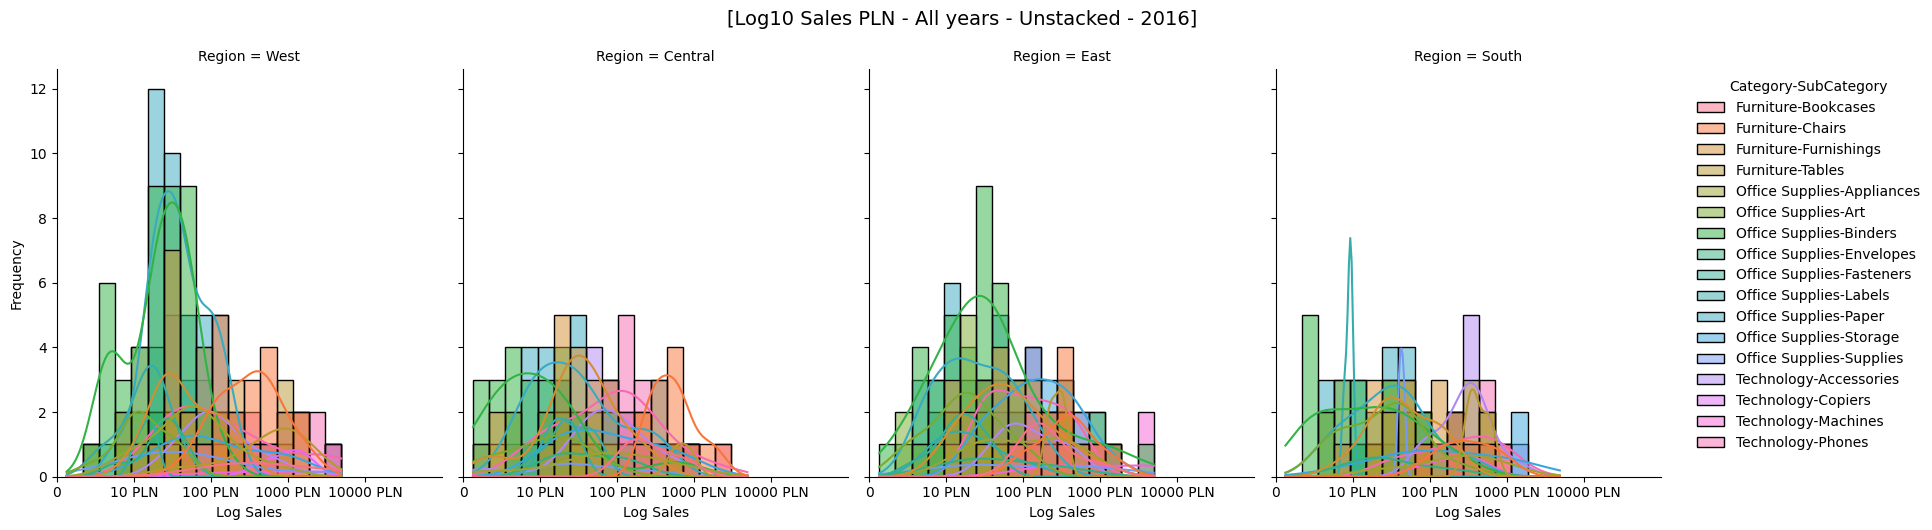 [Log10 Sales PLN - All years - Unstacked - 2016]
Region = West
Region = Central
Region = East
Region = South
Frequency
12
10
8
6
4
2
0
0 10 PLN 100 PLN 1000 PLN 10000 PLN
0 10 PLN 100 PLN 1000 PLN 10000 PLN
0 10 PLN 100 PLN 1000 PLN 10000 PLN
0 10 PLN 100 PLN 1000 PLN 10000 PLN
Log Sales
Log Sales
Log Sales
Log Sales
Category-SubCategory
Furniture-Bookcases
Furniture-Chairs
Furniture-Furnishings
Furniture-Tables
Office Supplies-Appliances
Office Supplies-Art
Office Supplies-Binders
Office Supplies-Envelopes
Office Supplies-Fasteners
Office Supplies-Labels
Office Supplies-Paper
Office Supplies-Storage
Office Supplies-Supplies
Technology-Accessories
Technology-Copiers
Technology-Machines
Technology-Phones